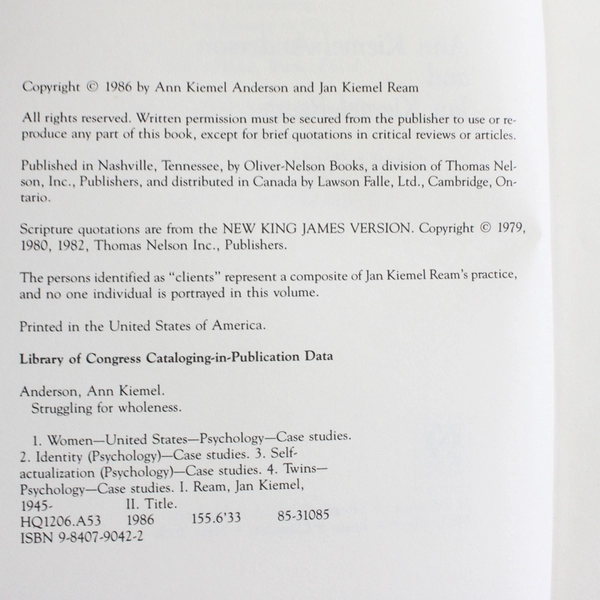 Copyright © 1986 by Ann Kiemel Anderson and Jan Kiemel Ream
All rights reserved. Written permission must be secured from the publisher to use or re-
produce any part of this book, except for brief quotations in critical reviews or articles.
Published in Nashville, Tennessee, by Oliver-Nelson Books, a division of Thomas Nel-
son, Inc., Publishers, and distributed in Canada by Lawson Falle, Ltd., Cambridge, On-
tario.
Scripture quotations are from the NEW KING JAMES VERSION. Copyright © 1979,
1980, 1982, Thomas Nelson Inc., Publishers.
The persons identified as “clients” represent a composite of Jan Kiemel Ream’s practice,
and no one individual is portrayed in this volume.
Printed in the United States of America.
Library of Congress Cataloging-in-Publication Data
Anderson, Ann Kiemel.
Struggling for wholeness.
1. Women—United States—Psychology—Case studies.
2. Identity (Psychology)—Case studies. 3. Self-
actualization (Psychology)—Case studies. 4. Twins—
Psychology—Case studies. I. Ream, Jan Kiemel,
1945- II. Title.
HQ1206.A53 1986 155.6'33 85-31085
ISBN 9-8407-9042-2